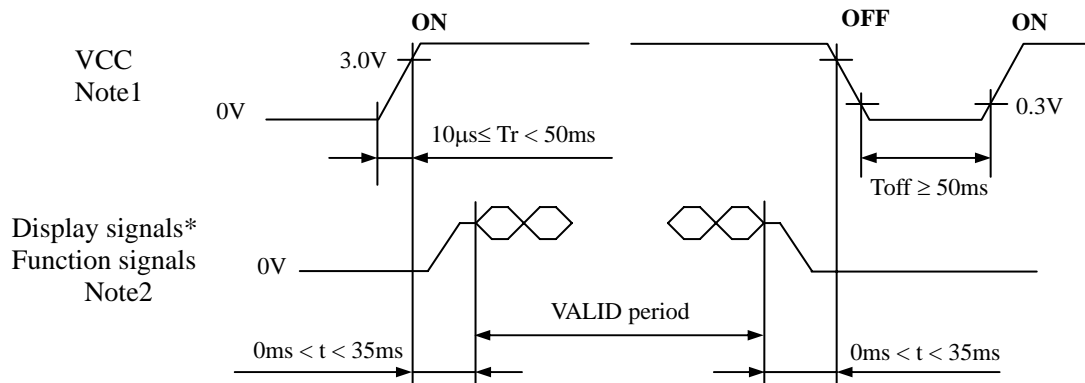 ON OFF ON
VCC
Note1
3.0V
0V
0.3V
10μs≤ Tr < 50ms
Toff ≥ 50ms
Display signals*
Function signals
Note2
0V
VALID period
0ms < t < 35ms
0ms < t < 35ms